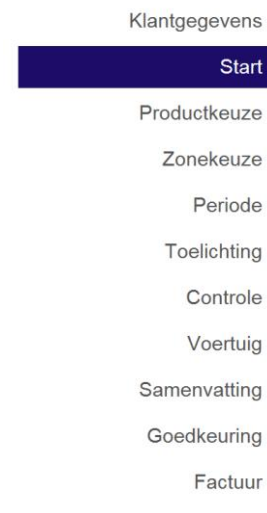 Klantgegevens
Start
Productkeuze
Zonekeuze
Periode
Toelichting
Controle
Voertuig
Samenvatting
Goedkeuring
Factuur